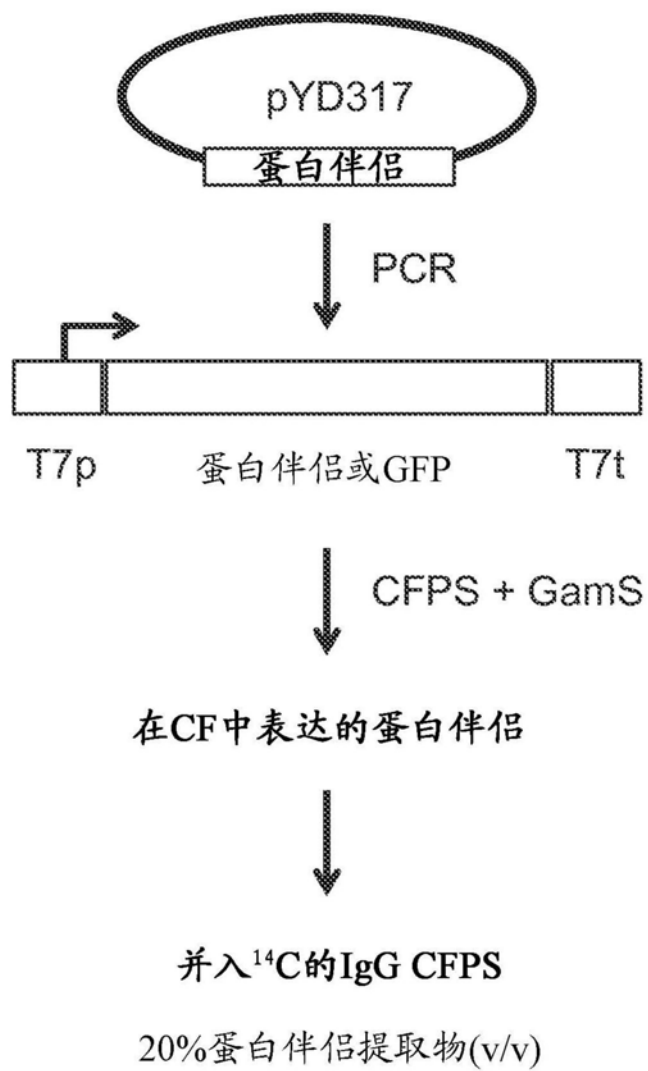 pYD317
蛋白伴侣
PCR
T7p 蛋白伴侣或GFP T7t
CFPS + GamS
在CF中表达的蛋白伴侣
并入¹⁴C的IgG CFPS
20%蛋白伴侣提取物(v/v)